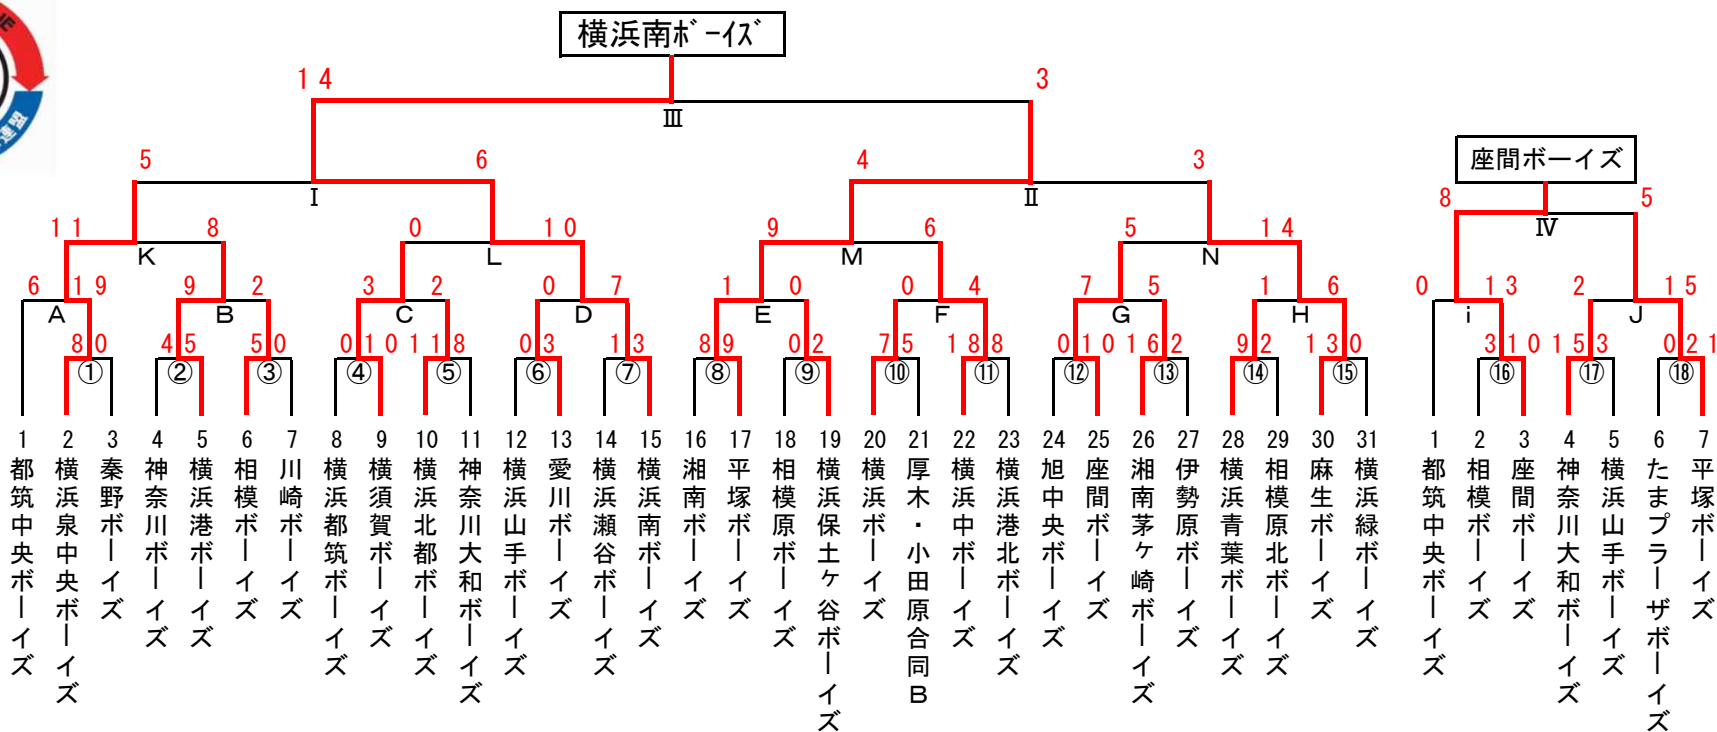 横浜南ボーイズ
14 3
Ⅲ
5 6 4 3
座間ボーイズ
Ⅰ Ⅱ
8 5
11 8 0 10 9 6 5 14
Ⅳ
K L M N
6 19 9 2 3 2 0 7 1 0 0 4 7 5 1 6 0 13 2 15
A B C D E F G H i J
8 0 4 5 5 0 0 10 11 8 0 3 1 3 8 9 0 2 7 5 18 8 0 10 16 2 9 2 13 0 3 10 15 3 0 21
① ② ③ ④ ⑤ ⑥ ⑦ ⑧ ⑨ ⑩ ⑪ ⑫ ⑬ ⑭ ⑮ ⑯ ⑰ ⑱
1 都筑中央ボーイズ
2 横浜泉中央ボーイズ
3 秦野ボーイズ
4 神奈川ボーイズ
5 横浜港ボーイズ
6 相模ボーイズ
7 川崎ボーイズ
8 横浜都筑ボーイズ
9 横須賀ボーイズ
10 横浜北都ボーイズ
11 神奈川大和ボーイズ
12 横浜山手ボーイズ
13 愛川ボーイズ
14 横浜瀬谷ボーイズ
15 横浜南ボーイズ
16 湘南ボーイズ
17 平塚ボーイズ
18 相模原ボーイズ
19 横浜保土ヶ谷ボーイズ
20 横浜ボーイズ
21 厚木・小田原合同B
22 横浜中ボーイズ
23 横浜港北ボーイズ
24 旭中央ボーイズ
25 座間ボーイズ
26 湘南茅ヶ崎ボーイズ
27 伊勢原ボーイズ
28 横浜青葉ボーイズ
29 相模原北ボーイズ
30 麻生ボーイズ
31 横浜緑ボーイズ
1 都筑中央ボーイズ
2 相模ボーイズ
3 座間ボーイズ
4 神奈川大和ボーイズ
5 横浜山手ボーイズ
6 たまプラーザボーイズ
7 平塚ボーイズ
連盟